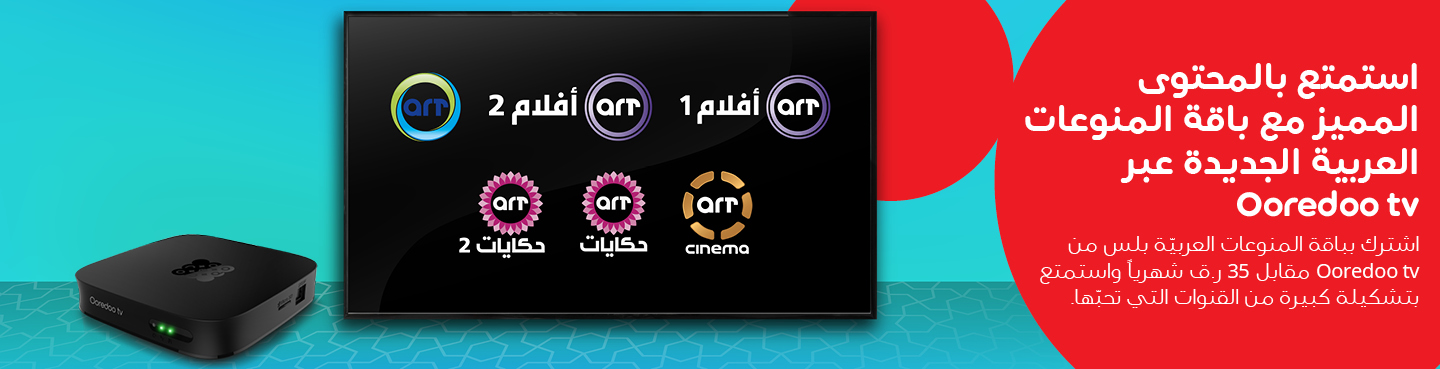 استمتع بالمحتوى
المميز مع باقة المنوعات
العربية الجديدة عبر
Ooredoo tv
اشترك بباقة المنوعات العربيّة بلس من
Ooredoo tv مقابل 35 ر.ق شهرياً واستمتع
بتشكيلة كبيرة من القنوات التي تحبّها.
art أفلام 1
art أفلام 2
art
art
cinema
art
حكايات
art
حكايات 2
Ooredoo tv